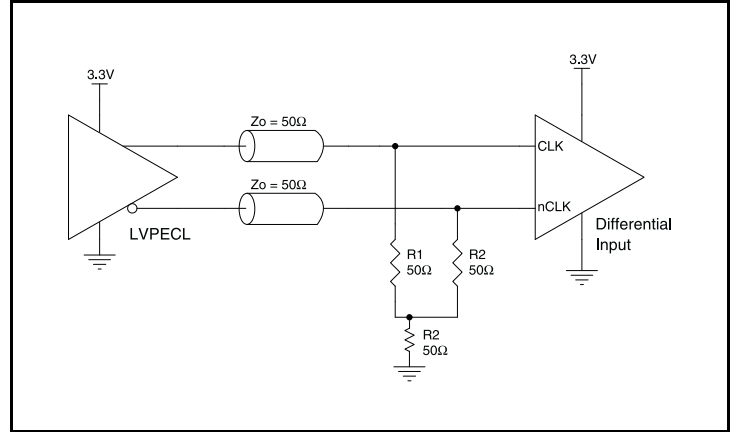 3.3V
3.3V
Zo = 50Ω
CLK
Zo = 50Ω
nCLK
LVPECL
Differential
Input
R1
50Ω
R2
50Ω
R2
50Ω